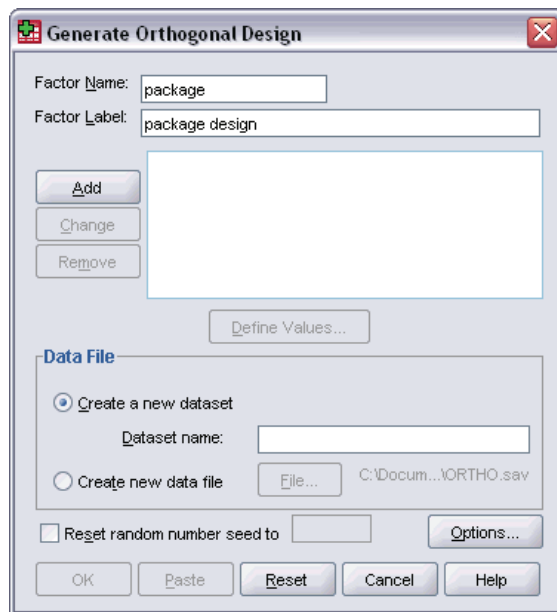 Generate Orthogonal Design
Factor Name: package
Factor Label: package design
Add
Change
Remove
Define Values...
Data File
Create a new dataset
Dataset name:
Create new data file File... C:\Docum...\ORTHO.sav
Reset random number seed to Options...
OK Paste Reset Cancel Help